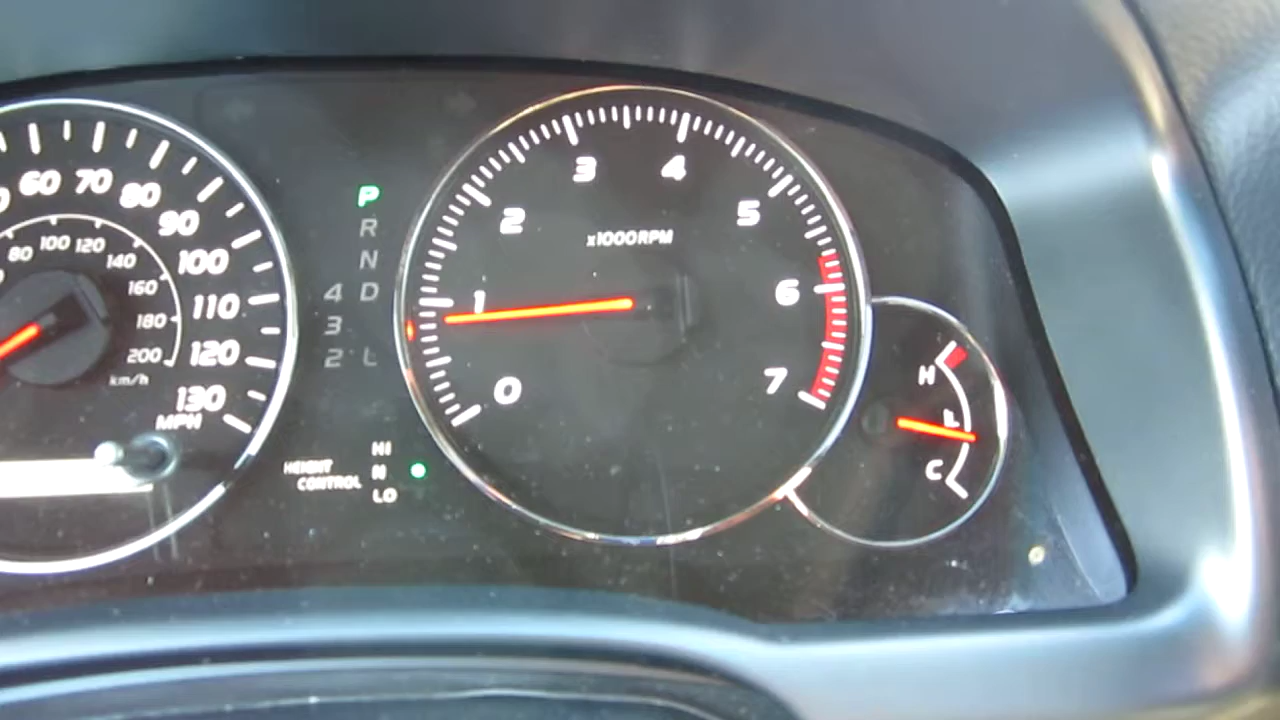 60 70 80 90 100 110 120 130
MPH
80 100 120 140 160 180 200
km/h
P
R
N
4 D
3
2 L
HEIGHT CONTROL
HI
N
LO
0 1 2 3 4 5 6 7
x1000RPM
H
C